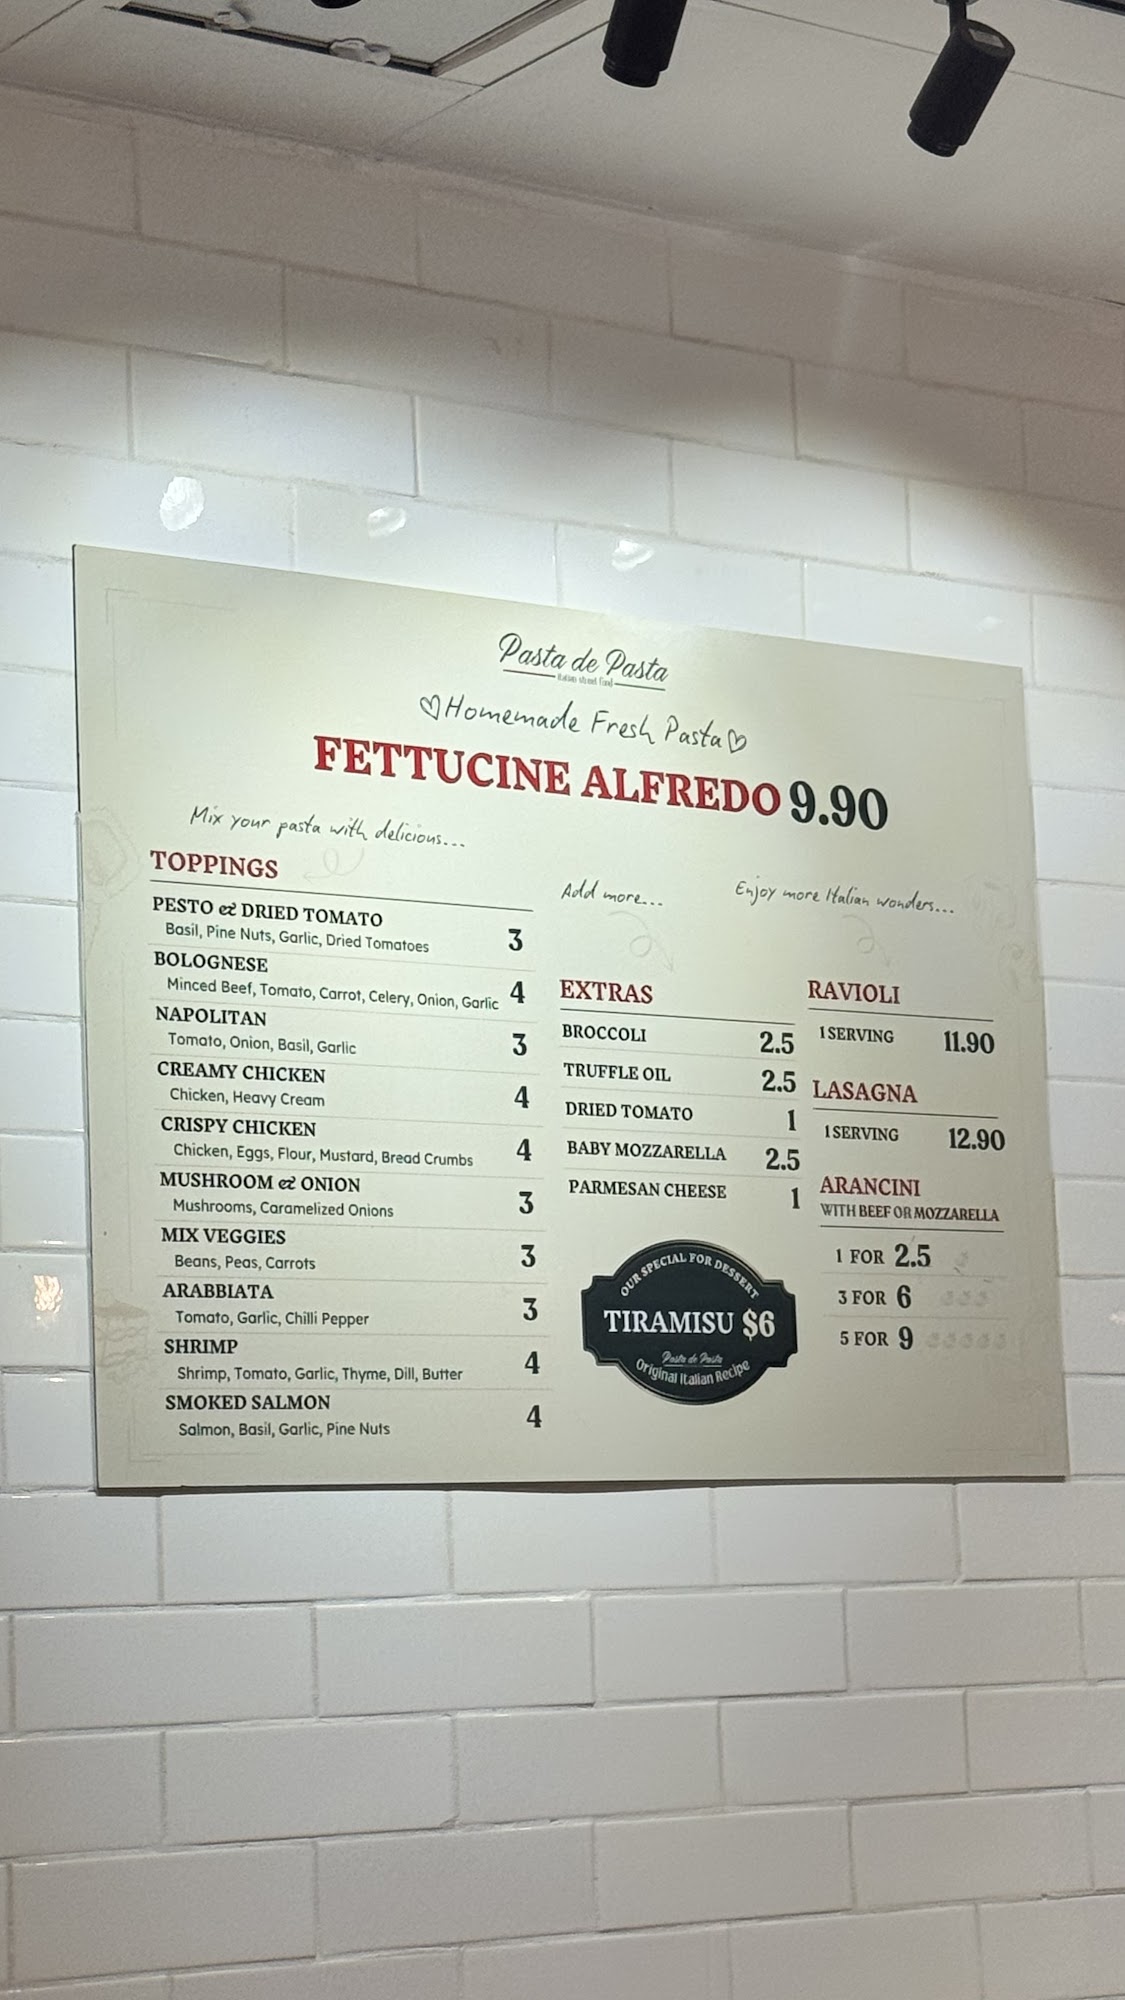 Pasta de Pasta
italian street food
Homemade Fresh Pasta
FETTUCINE ALFREDO 9.90
Mix your pasta with delicious...
TOPPINGS
PESTO & DRIED TOMATO
Basil, Pine Nuts, Garlic, Dried Tomatoes 3
BOLOGNESE
Minced Beef, Tomato, Carrot, Celery, Onion, Garlic 4
NAPOLITAN
Tomato, Onion, Basil, Garlic 3
CREAMY CHICKEN
Chicken, Heavy Cream 4
CRISPY CHICKEN
Chicken, Eggs, Flour, Mustard, Bread Crumbs 4
MUSHROOM & ONION
Mushrooms, Caramelized Onions 3
MIX VEGGIES
Beans, Peas, Carrots 3
ARABBIATA
Tomato, Garlic, Chilli Pepper 3
SHRIMP
Shrimp, Tomato, Garlic, Thyme, Dill, Butter 4
SMOKED SALMON
Salmon, Basil, Garlic, Pine Nuts 4
Add more...
EXTRAS
BROCCOLI 2.5
TRUFFLE OIL 2.5
DRIED TOMATO 1
BABY MOZZARELLA 2.5
PARMESAN CHEESE 1
OUR SPECIAL FOR DESSERT
TIRAMISU $6
Pasta de Pasta
Original Italian Recipe
Enjoy more Italian wonders...
RAVIOLI
1 SERVING 11.90
LASAGNA
1 SERVING 12.90
ARANCINI
WITH BEEF OR MOZZARELLA
1 FOR 2.5
3 FOR 6
5 FOR 9